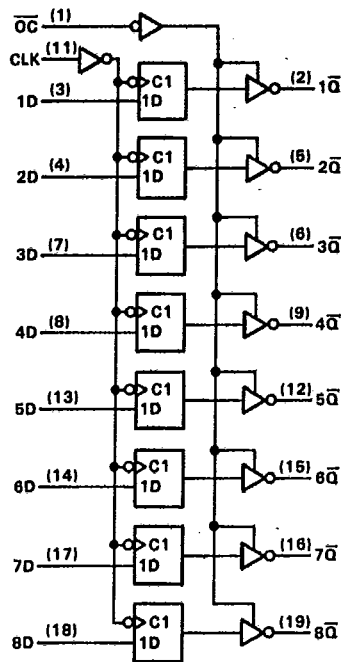 OC (1)
CLK (11)
C1 (2) 1Q
1D (3) 1D
C1 (5) 2Q
2D (4) 1D
C1 (6) 3Q
3D (7) 1D
C1 (9) 4Q
4D (8) 1D
C1 (12) 5Q
5D (13) 1D
C1 (15) 6Q
6D (14) 1D
C1 (16) 7Q
7D (17) 1D
C1 (19) 8Q
8D (18) 1D